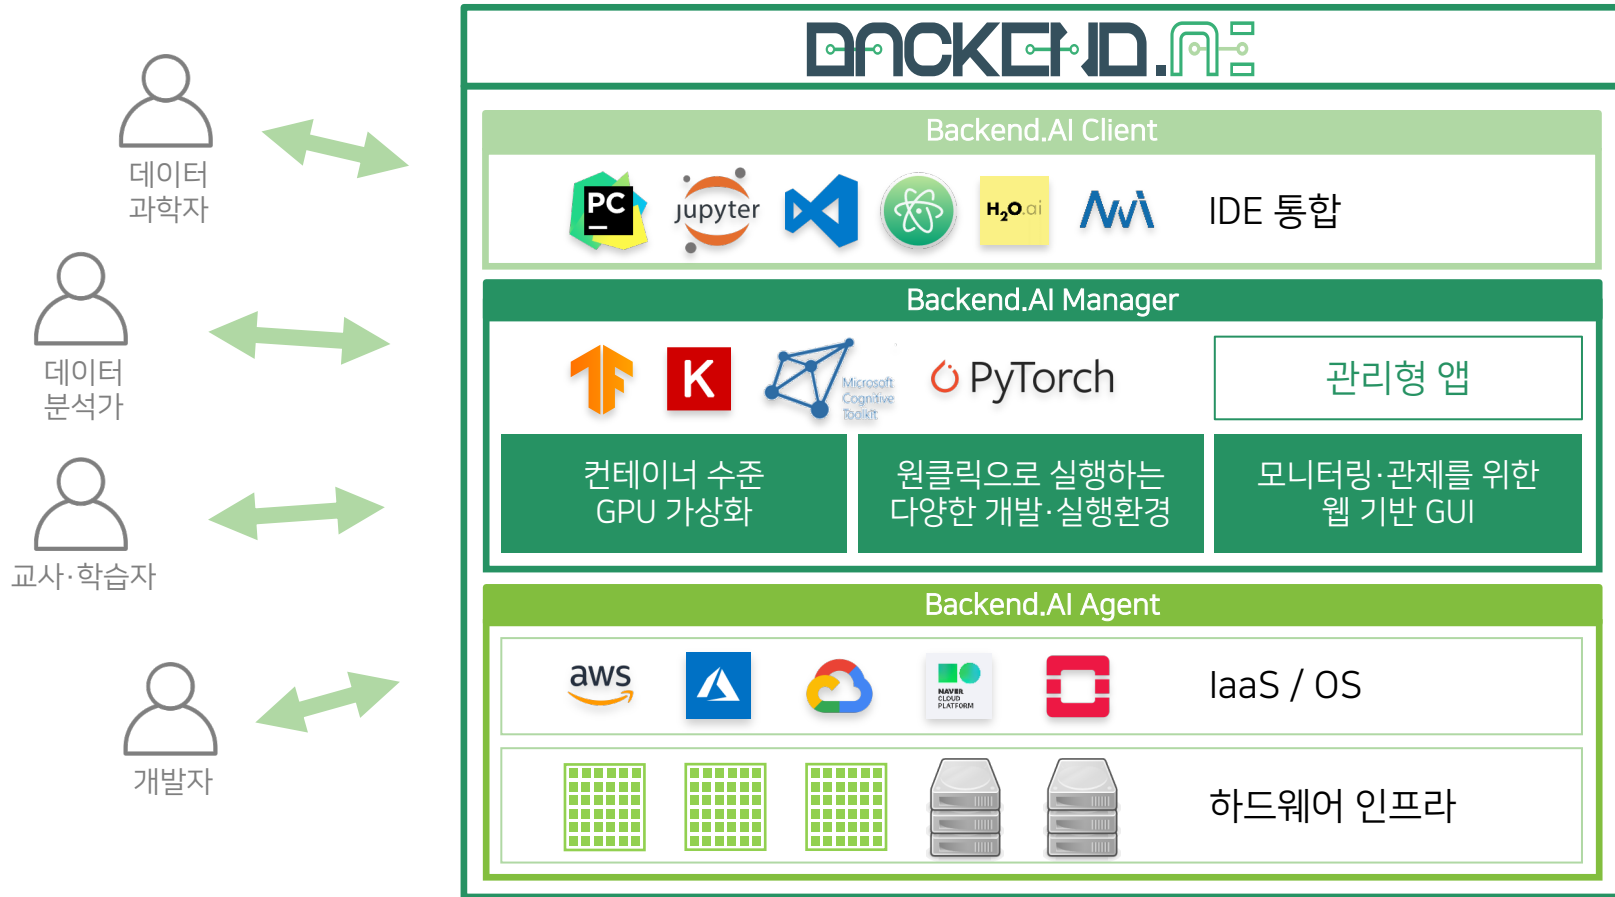 BACKEND.AI
데이터
과학자
데이터
분석가
교사·학습자
개발자
Backend.AI Client
PC
jupyter
H2O.ai
IDE 통합
Backend.AI Manager
K
Microsoft
Cognitive
Toolkit
PyTorch
관리형 앱
컨테이너 수준
GPU 가상화
원클릭으로 실행하는
다양한 개발·실행환경
모니터링·관제를 위한
웹 기반 GUI
Backend.AI Agent
aws
NAVER
CLOUD
PLATFORM
IaaS / OS
하드웨어 인프라